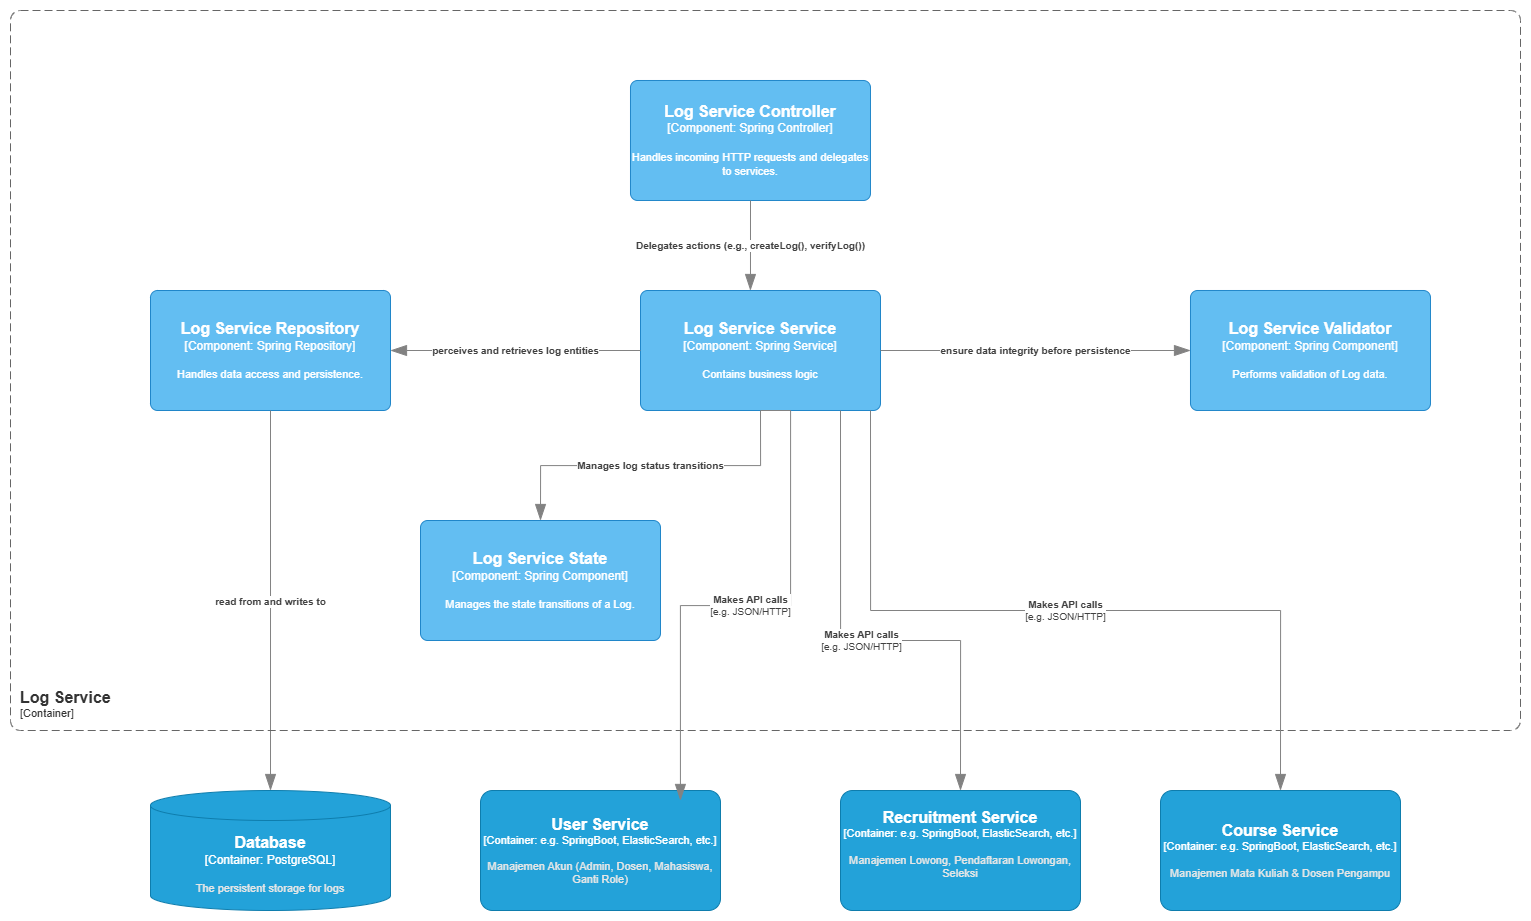 Log Service Controller
[Component: Spring Controller]
Handles incoming HTTP requests and delegates
to services.
Delegates actions (e.g., createLog(), verifyLog())
Log Service Repository
[Component: Spring Repository]
Handles data access and persistence.
perceives and retrieves log entities
Log Service Service
[Component: Spring Service]
Contains business logic
ensure data integrity before persistence
Log Service Validator
[Component: Spring Component]
Performs validation of Log data.
Manages log status transitions
Log Service State
[Component: Spring Component]
Manages the state transitions of a Log.
read from and writes to
Makes API calls
[e.g. JSON/HTTP]
Makes API calls
[e.g. JSON/HTTP]
Makes API calls
[e.g. JSON/HTTP]
Log Service
[Container]
Database
[Container: PostgreSQL]
The persistent storage for logs
User Service
[Container: e.g. SpringBoot, ElasticSearch, etc.]
Manajemen Akun (Admin, Dosen, Mahasiswa,
Ganti Role)
Recruitment Service
[Container: e.g. SpringBoot, ElasticSearch, etc.]
Manajemen Lowong, Pendaftaran Lowongan,
Seleksi
Course Service
[Container: e.g. SpringBoot, ElasticSearch, etc.]
Manajemen Mata Kuliah & Dosen Pengampu